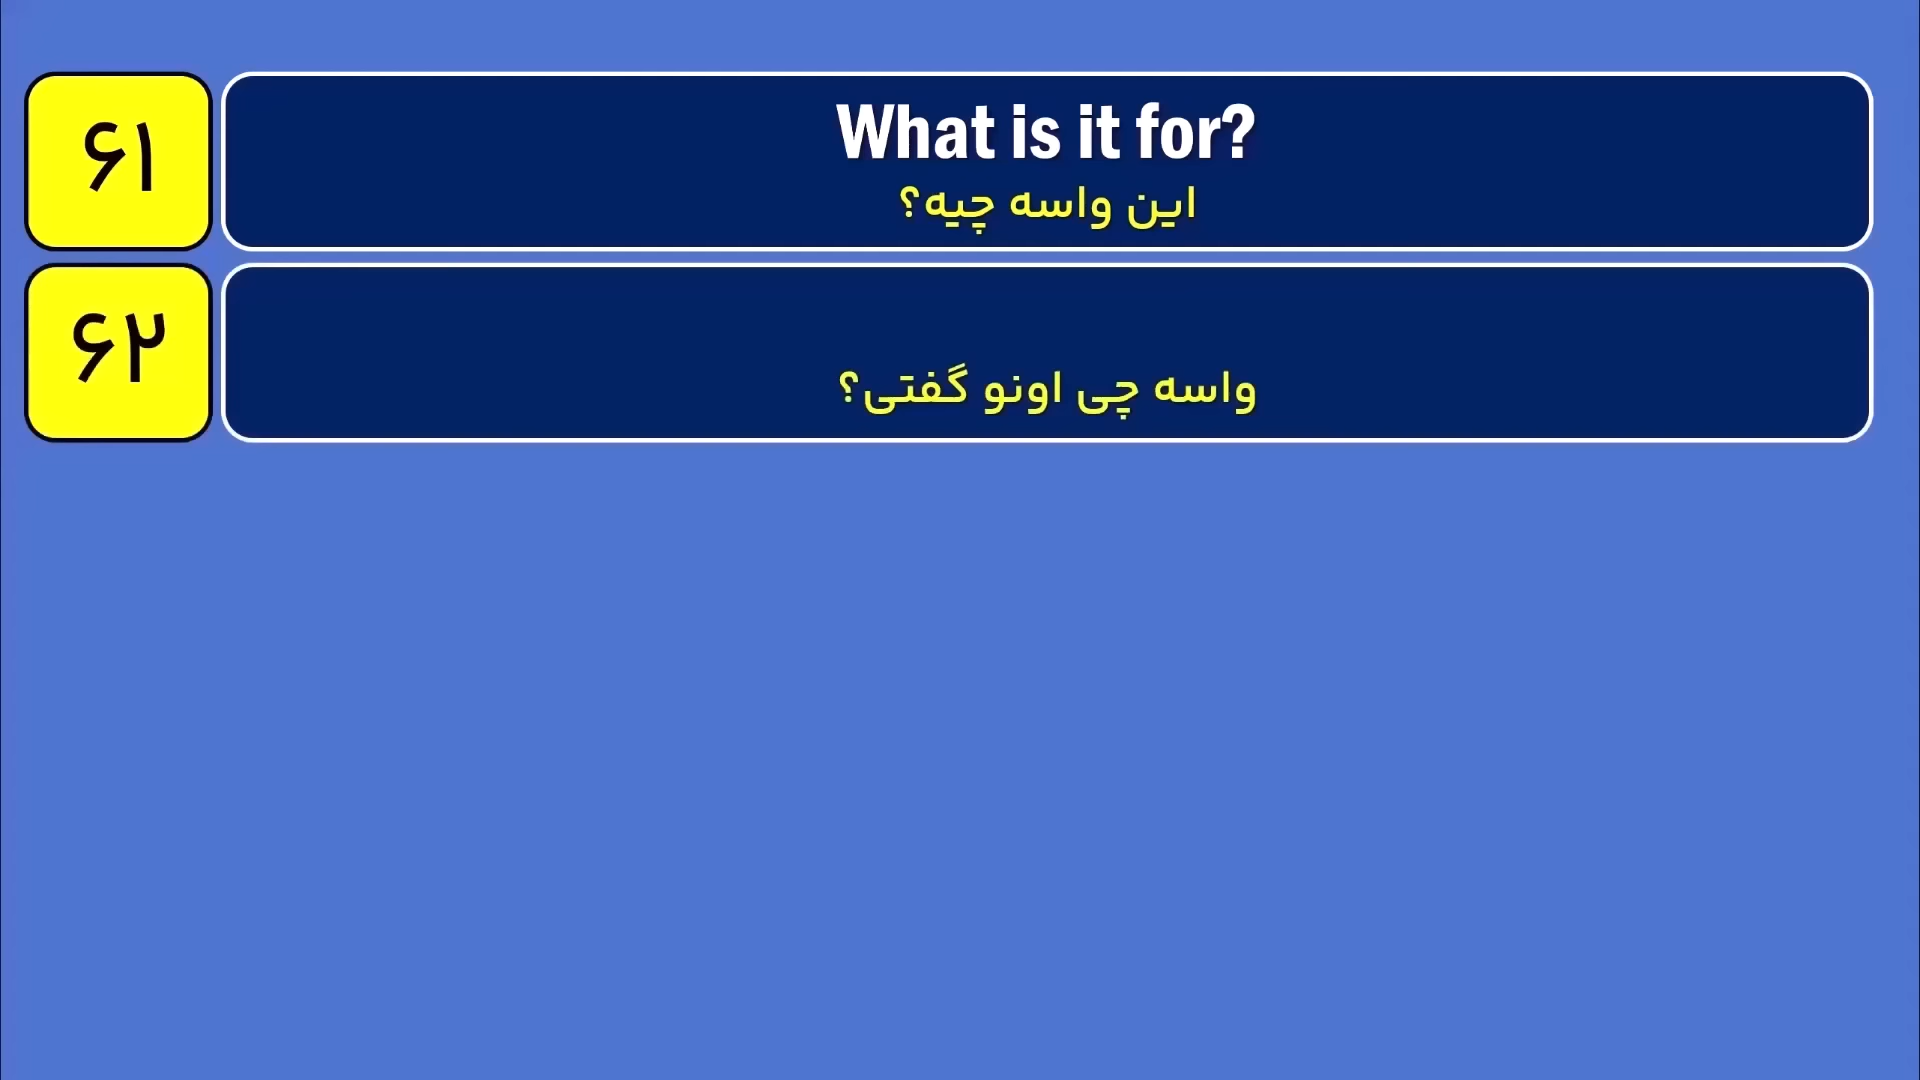 ۶۱
What is it for?
این واسه چیه؟
۶۲
واسه چی اونو گفتی؟